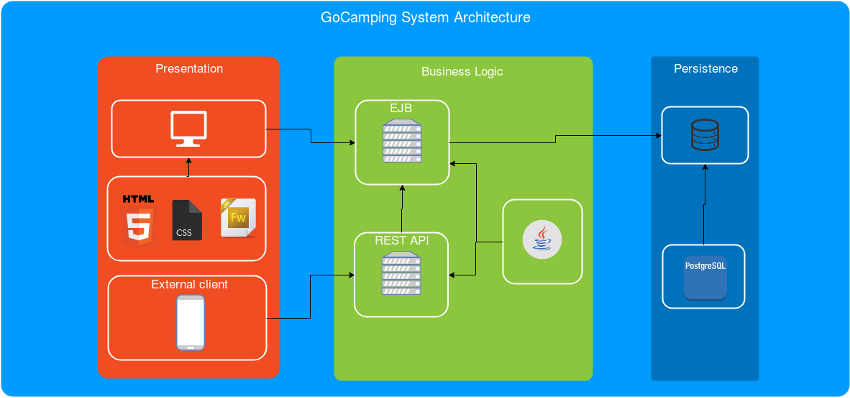 GoCamping System Architecture
Presentation
Business Logic
Persistence
EJB
HTML
5
CSS
Fw
REST API
External client
PostgreSQL